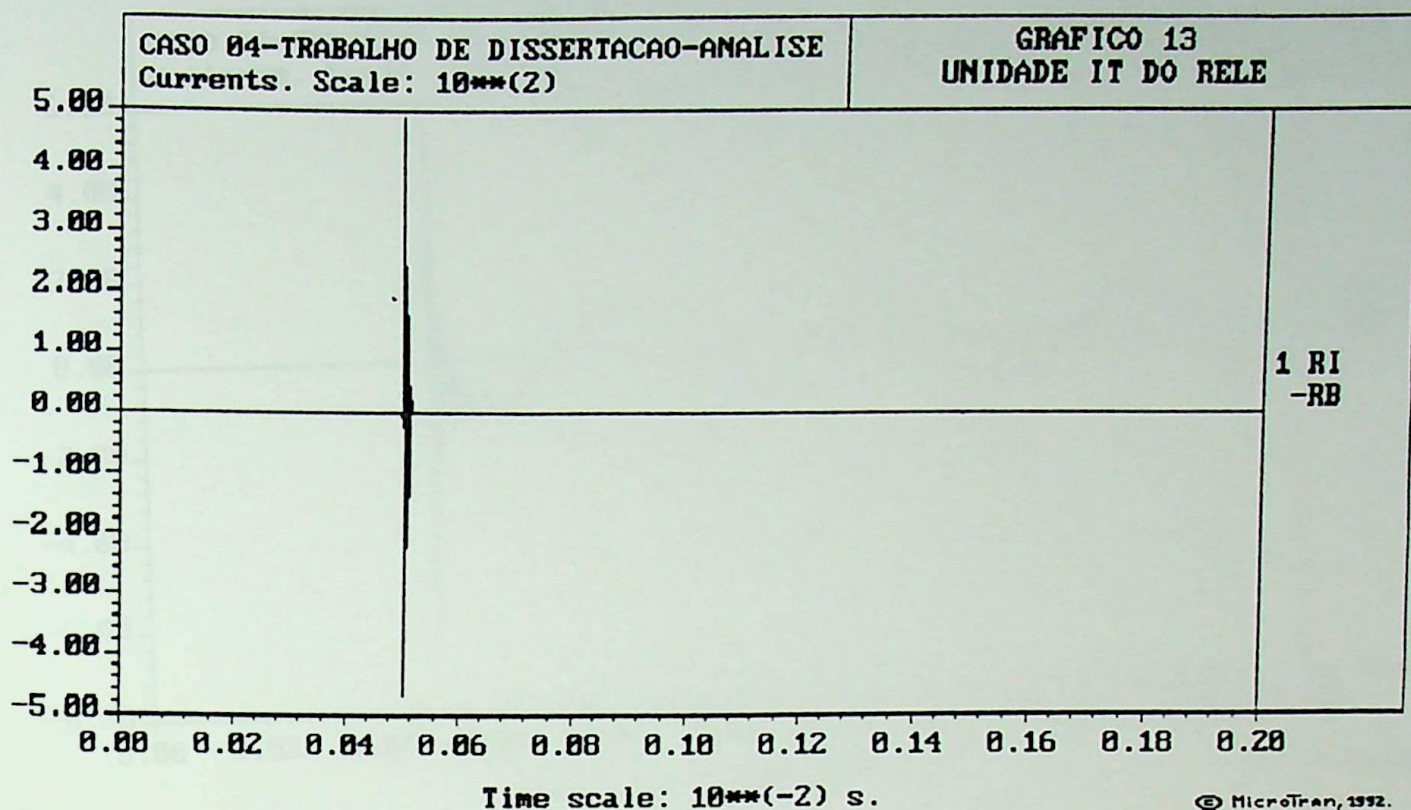 CASO 04-TRABALHO DE DISSERTACAO-ANALISE
Currents. Scale: 10**(2)
GRAFICO 13
UNIDADE IT DO RELE
5.00
4.00
3.00
2.00
1.00
0.00
-1.00
-2.00
-3.00
-4.00
-5.00
1 RI
-RB
0.00 0.02 0.04 0.06 0.08 0.10 0.12 0.14 0.16 0.18 0.20
Time scale: 10**(-2) s.
© MicroTran, 1992.